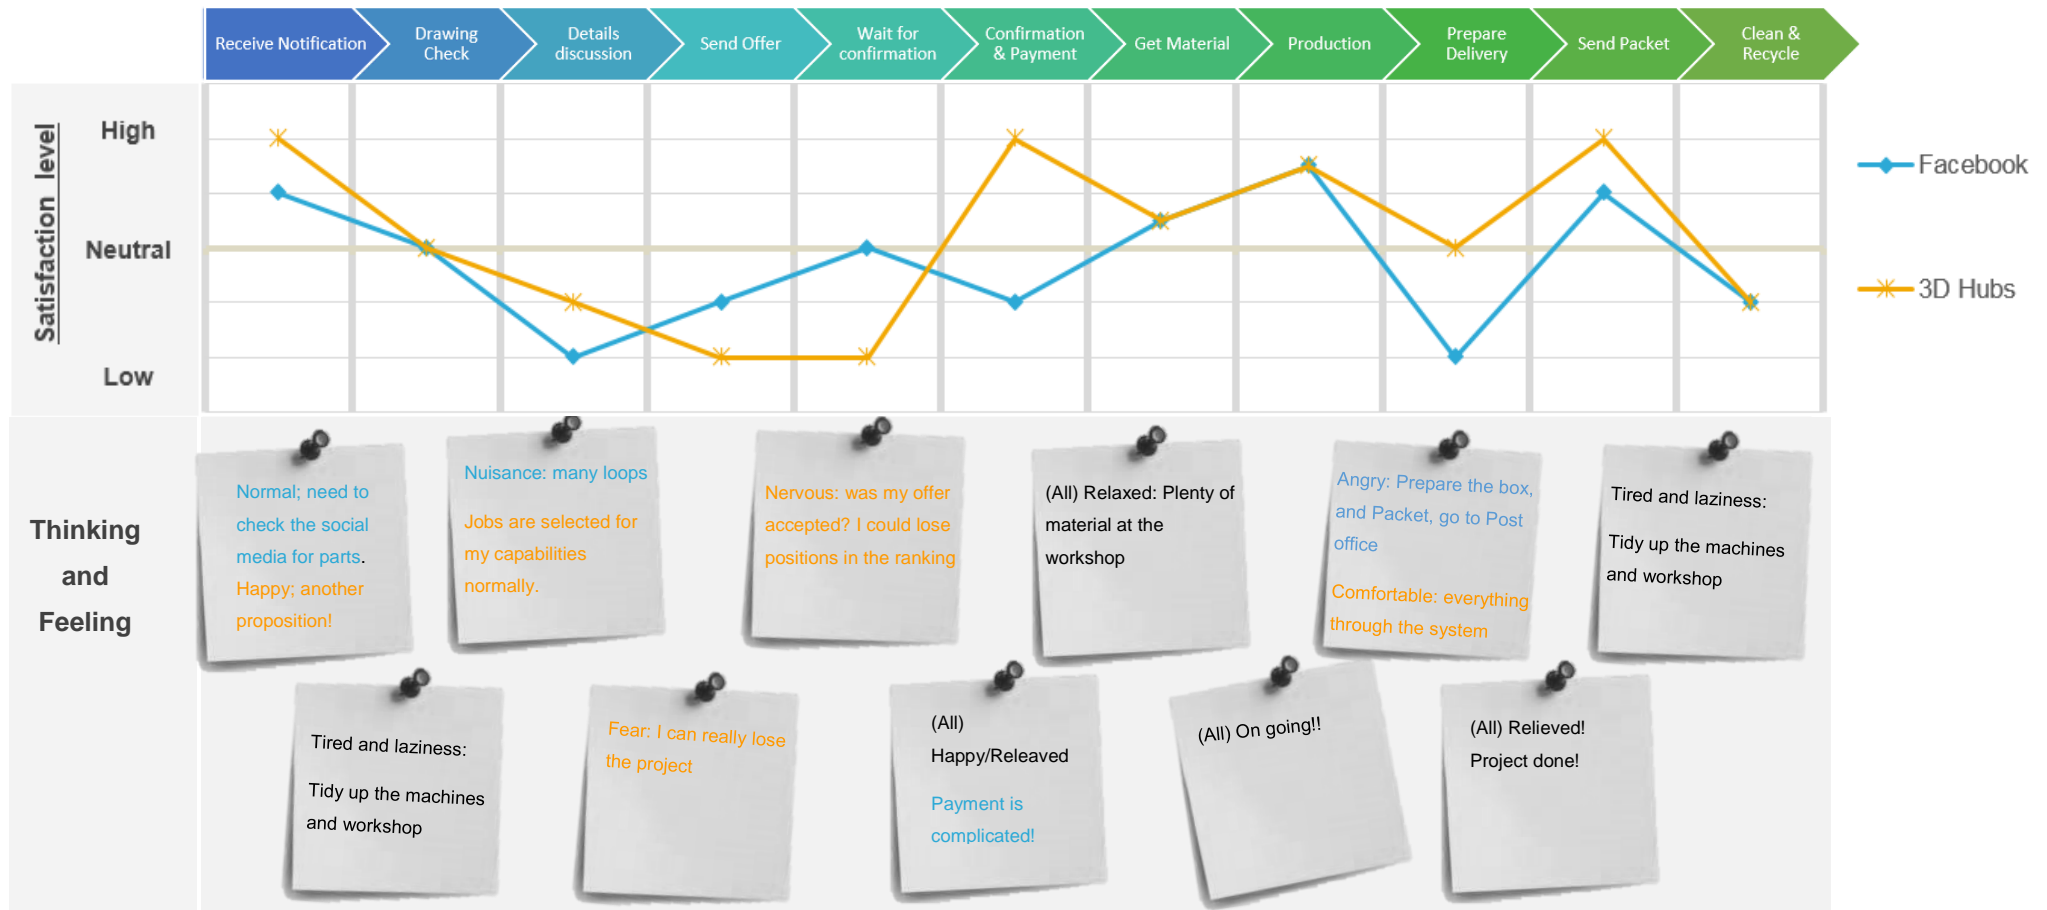 Receive Notification
Drawing
Check
Details
discussion
Send Offer
Wait for
confirmation
Confirmation
& Payment
Get Material
Production
Prepare
Delivery
Send Packet
Clean &
Recycle
Satisfaction level
High
Neutral
Low
Facebook
3D Hubs
Thinking
and
Feeling
Normal; need to
check the social
media for parts.
Happy; another
proposition!
Nuisance: many loops
Jobs are selected for
my capabilities
normally.
Nervous: was my offer
accepted? I could lose
positions in the ranking
(All) Relaxed: Plenty of
material at the
workshop
Angry: Prepare the box,
and Packet, go to Post
office
Comfortable: everything
through the system
Tired and laziness:
Tidy up the machines
and workshop
Tired and laziness:
Tidy up the machines
and workshop
Fear: I can really lose
the project
(All)
Happy/Releaved
Payment is
complicated!
(All) On going!!
(All) Relieved!
Project done!